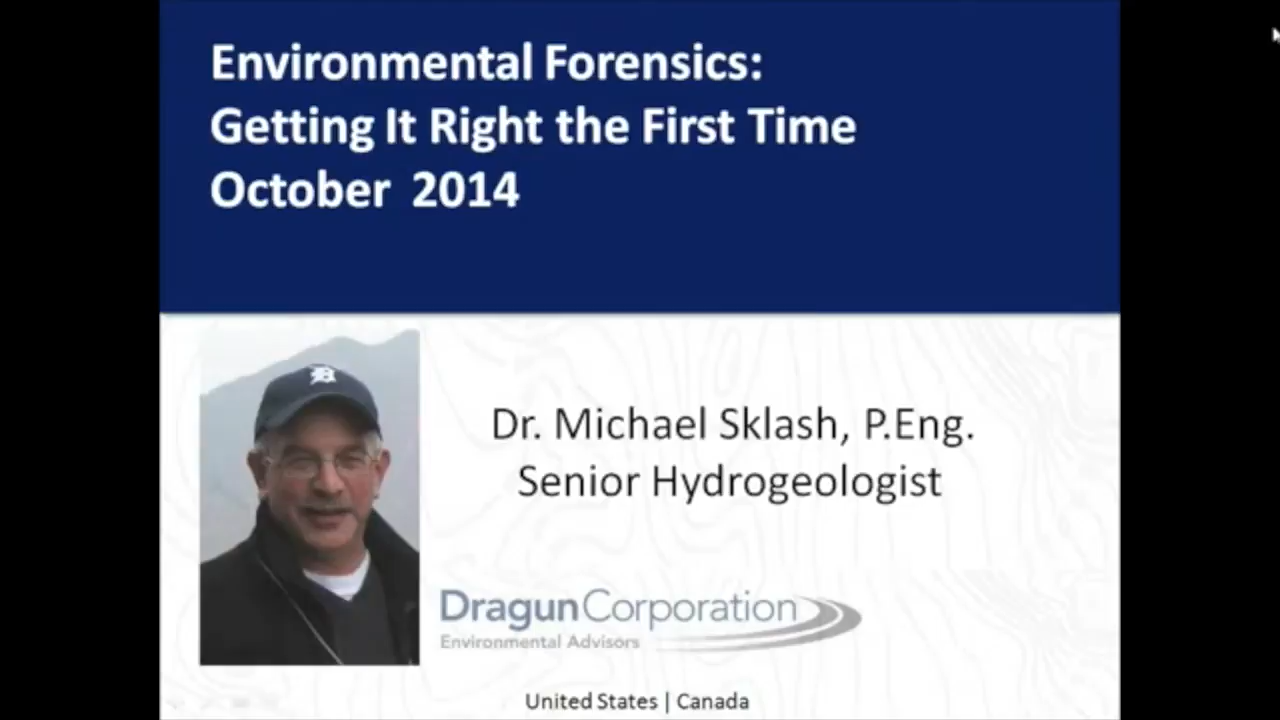 Environmental Forensics:
Getting It Right the First Time
October 2014
D
Dr. Michael Sklash, P.Eng.
Senior Hydrogeologist
DragunCorporation
Environmental Advisors
United States | Canada